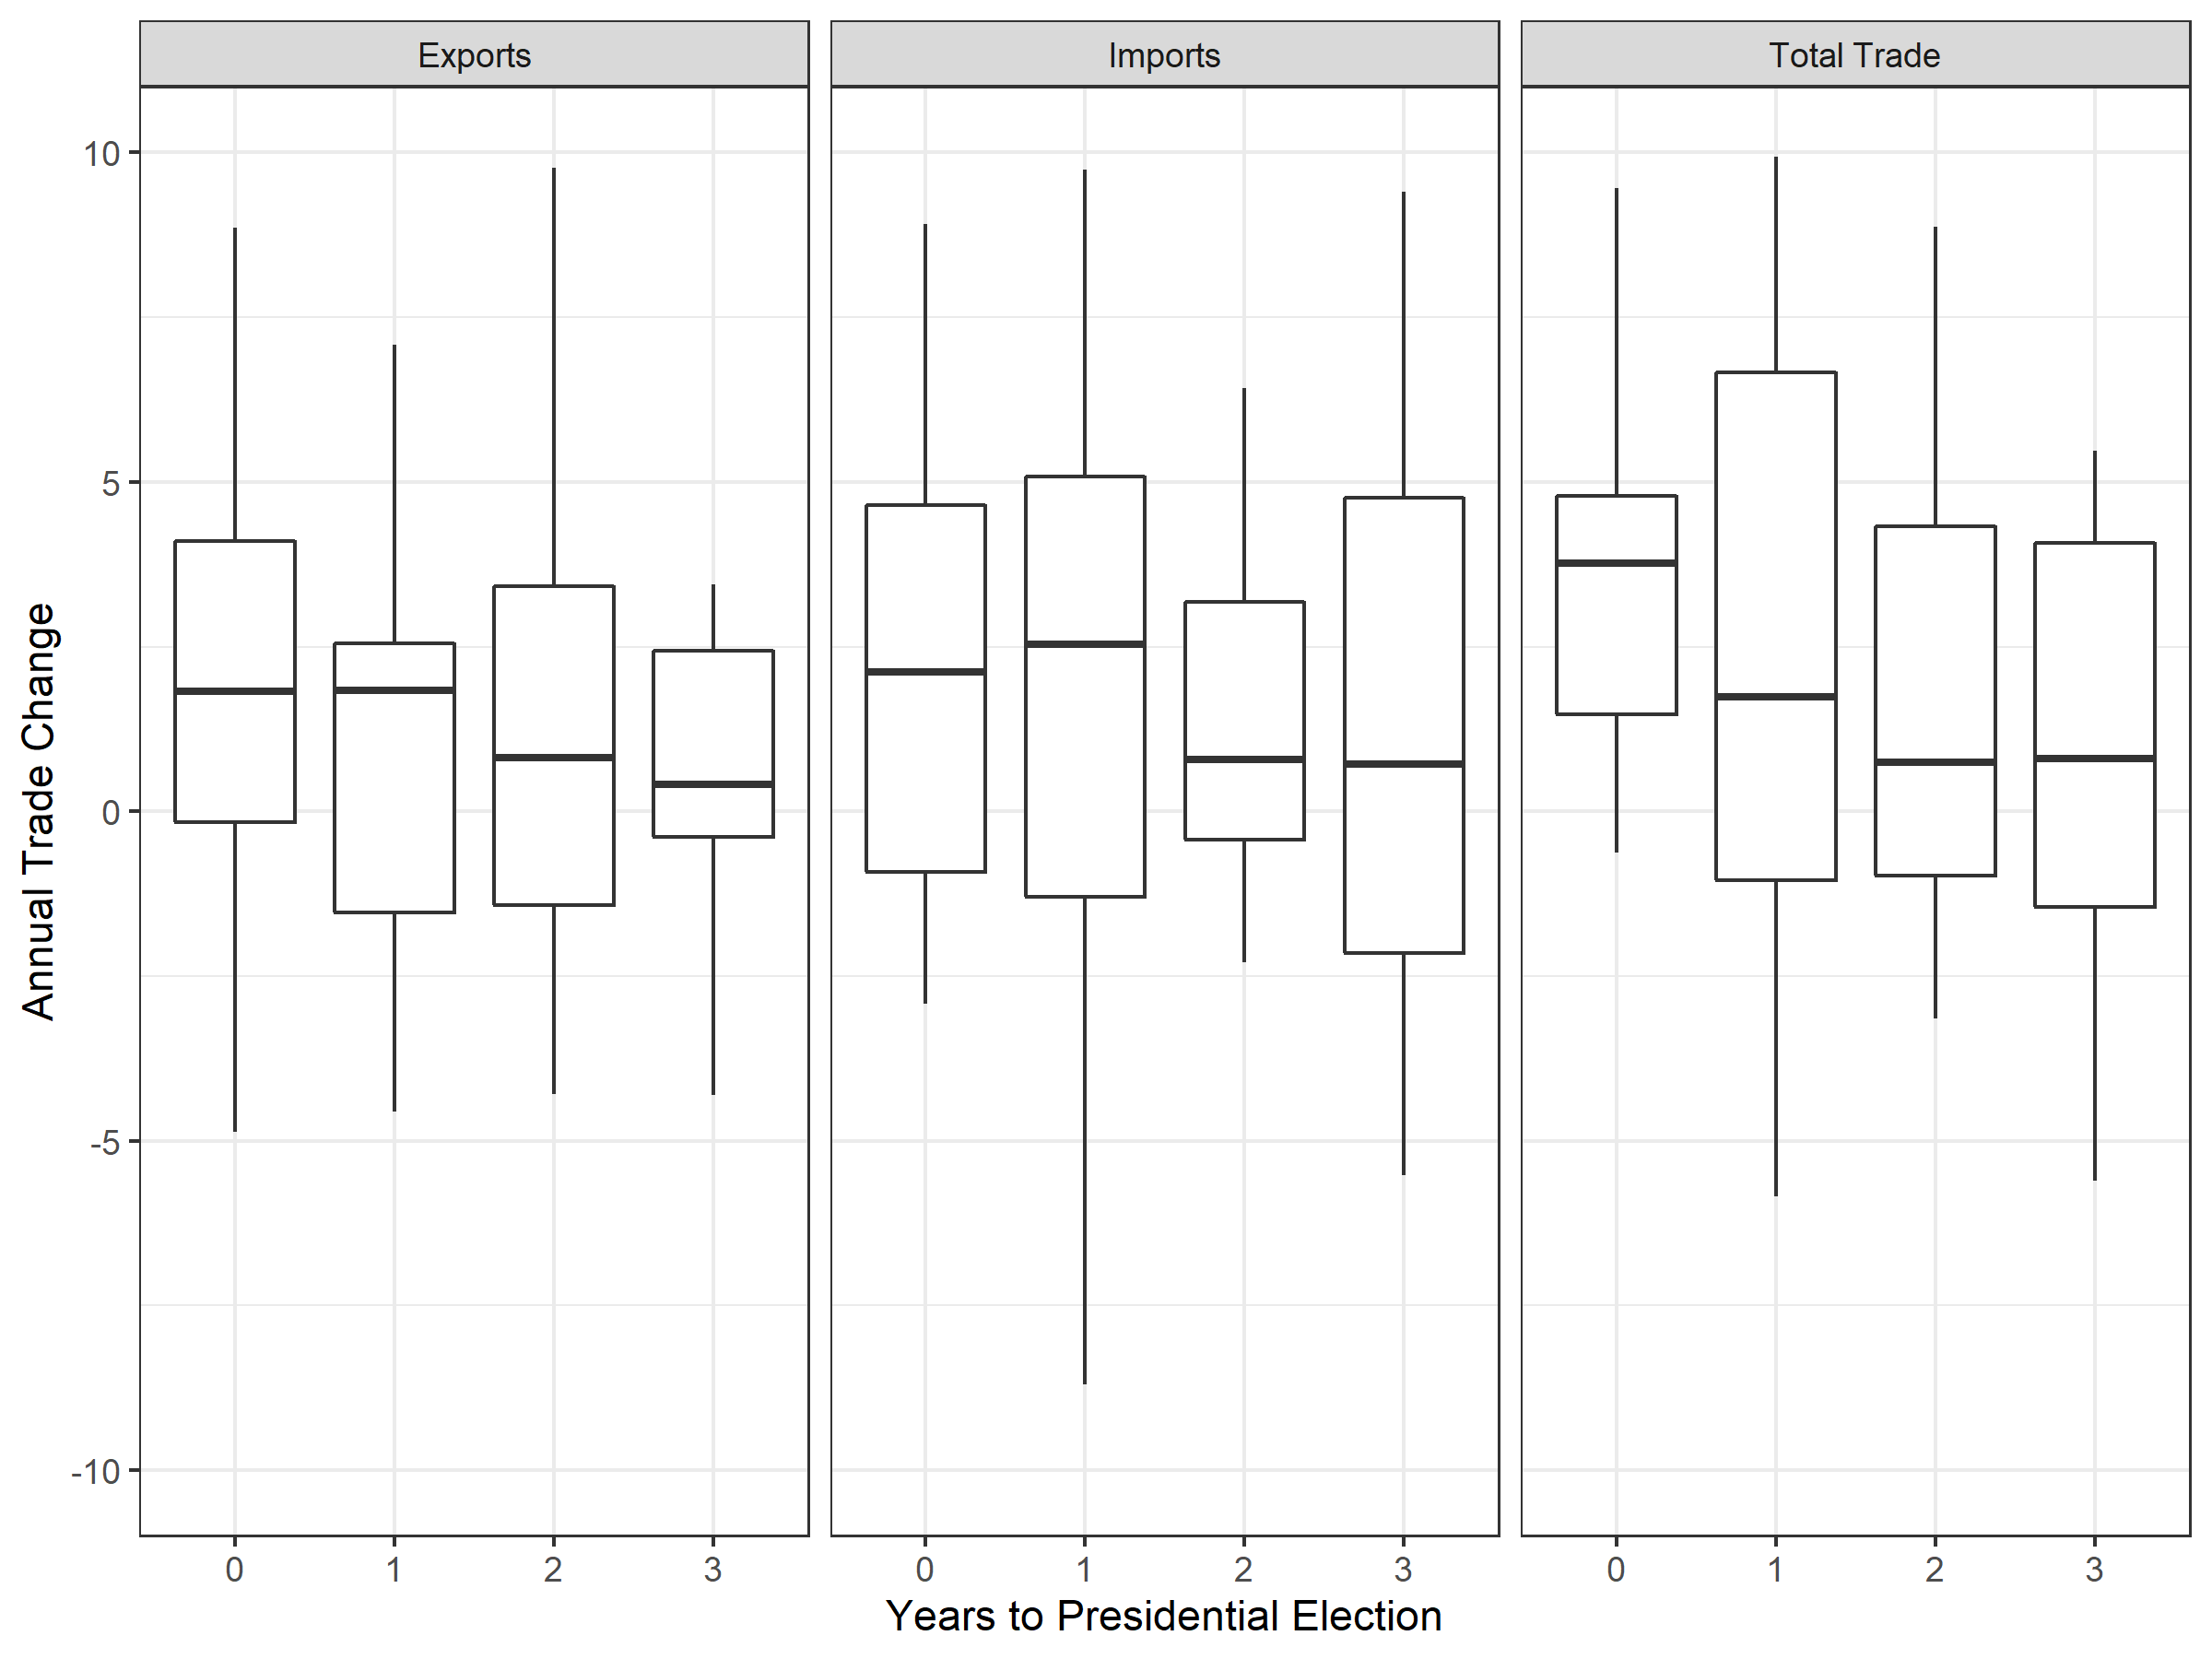 Exports
Imports
Total Trade
Annual Trade Change
10
5
0
-5
-10
0 1 2 3
0 1 2 3
0 1 2 3
Years to Presidential Election